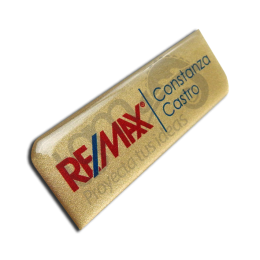 RE/MAX®
Constanza
Castro
Proyecta tus ideas